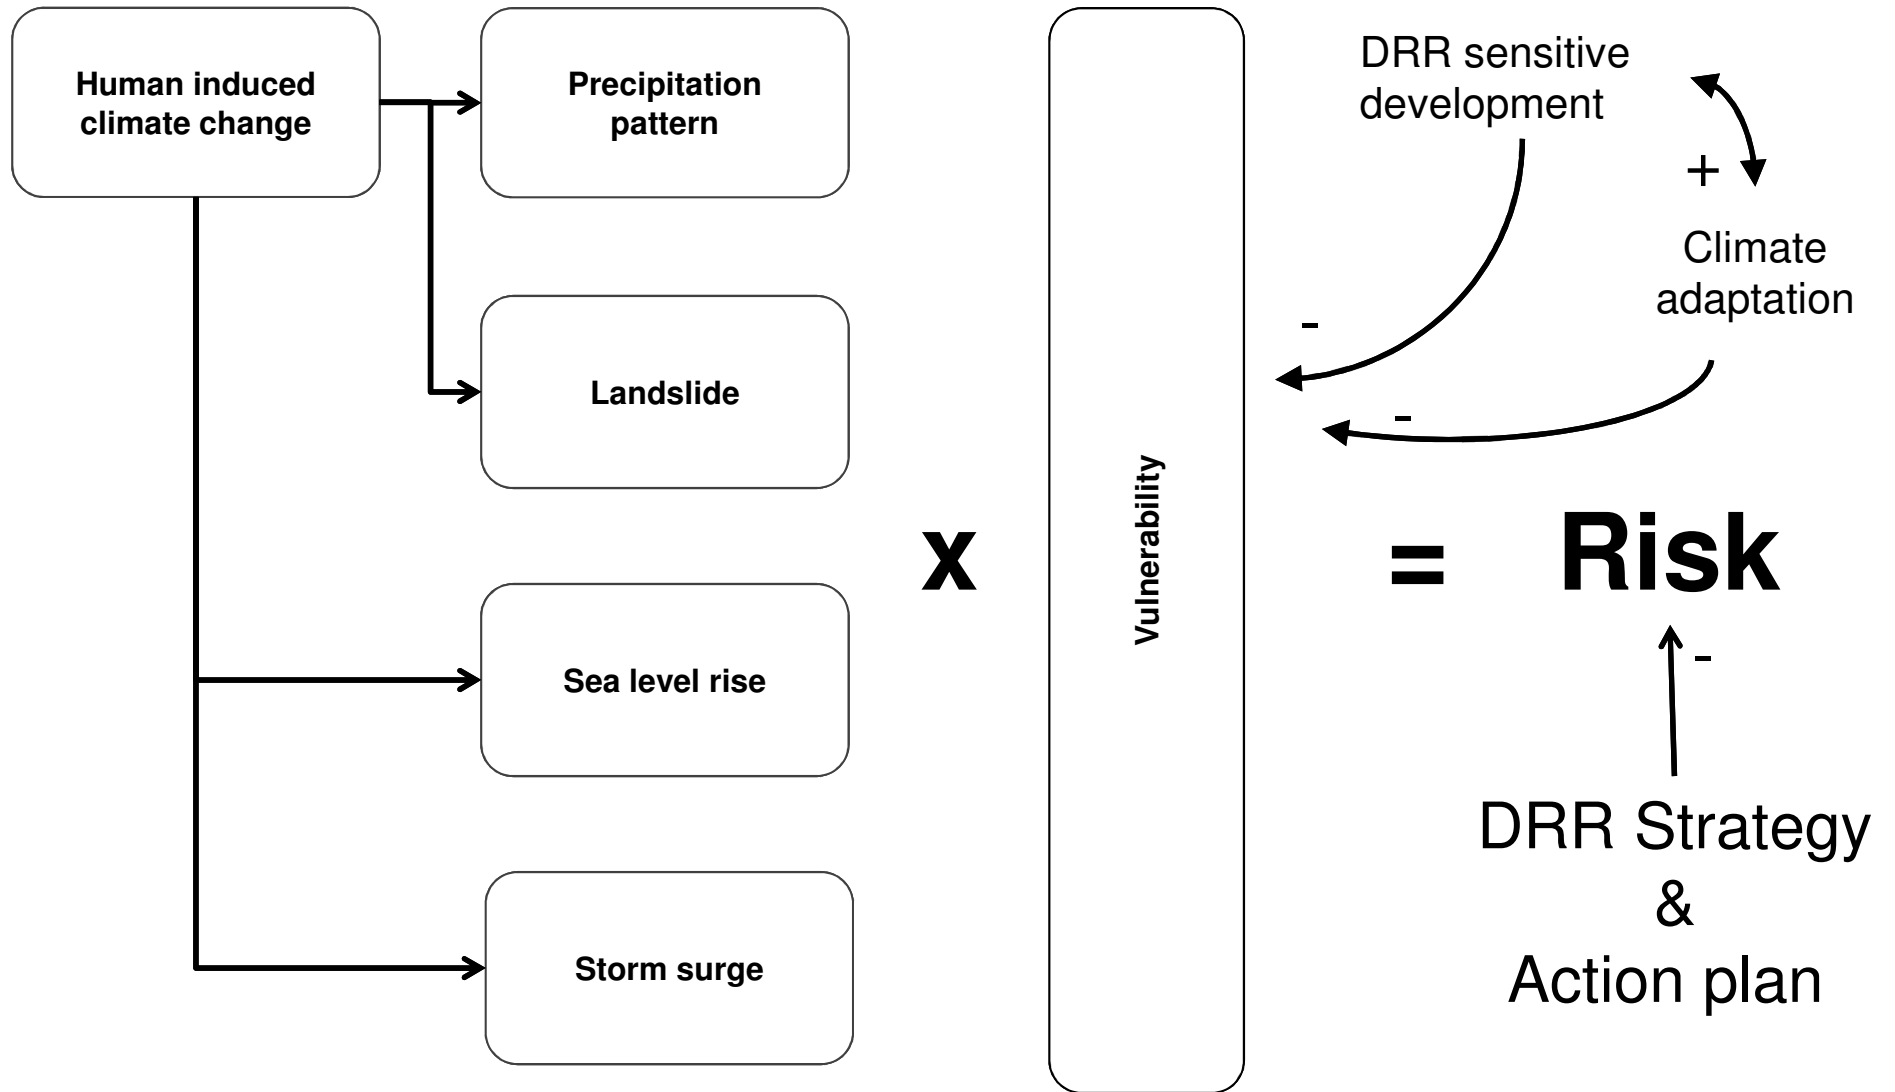 Human induced
climate change
Precipitation
pattern
Landslide
Sea level rise
Storm surge
x
Vulnerability
DRR sensitive
development
+
Climate
adaptation
-
-
= Risk
-
DRR Strategy
&
Action plan